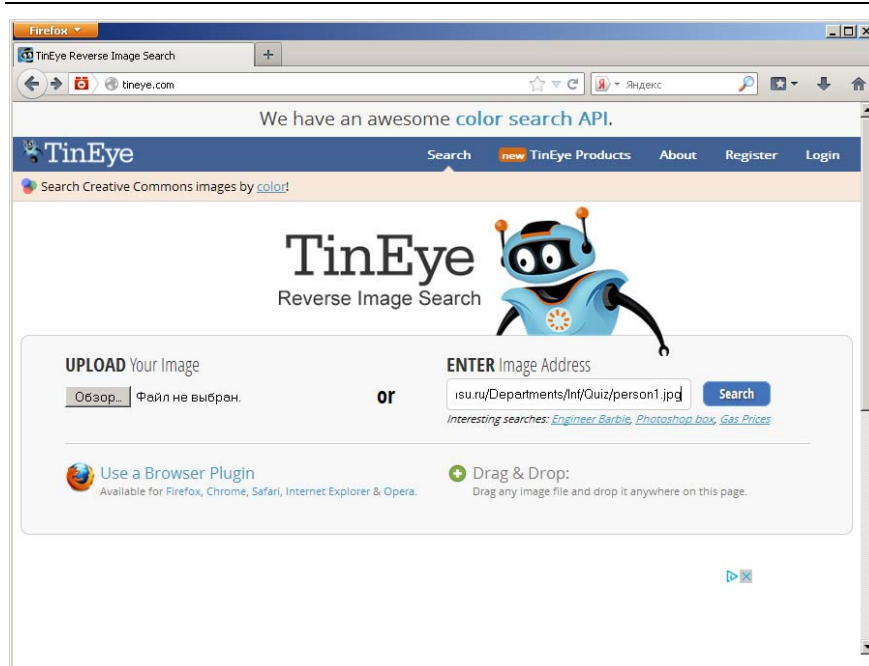 Firefox
TinEye Reverse Image Search
+
tineye.com
Яндекс
We have an awesome color search API.
TinEye
Search new TinEye Products About Register Login
Search Creative Commons images by color!
TinEye
Reverse Image Search
UPLOAD Your Image
Обзор… Файл не выбран.
or
ENTER Image Address
su.ru/Departments/Inf/Quiz/person1.jpg Search
Interesting searches: Engineer Barbie, Photoshop box, Gas Prices
Use a Browser Plugin
Available for Firefox, Chrome, Safari, Internet Explorer & Opera.
Drag & Drop:
Drag any image file and drop it anywhere on this page.